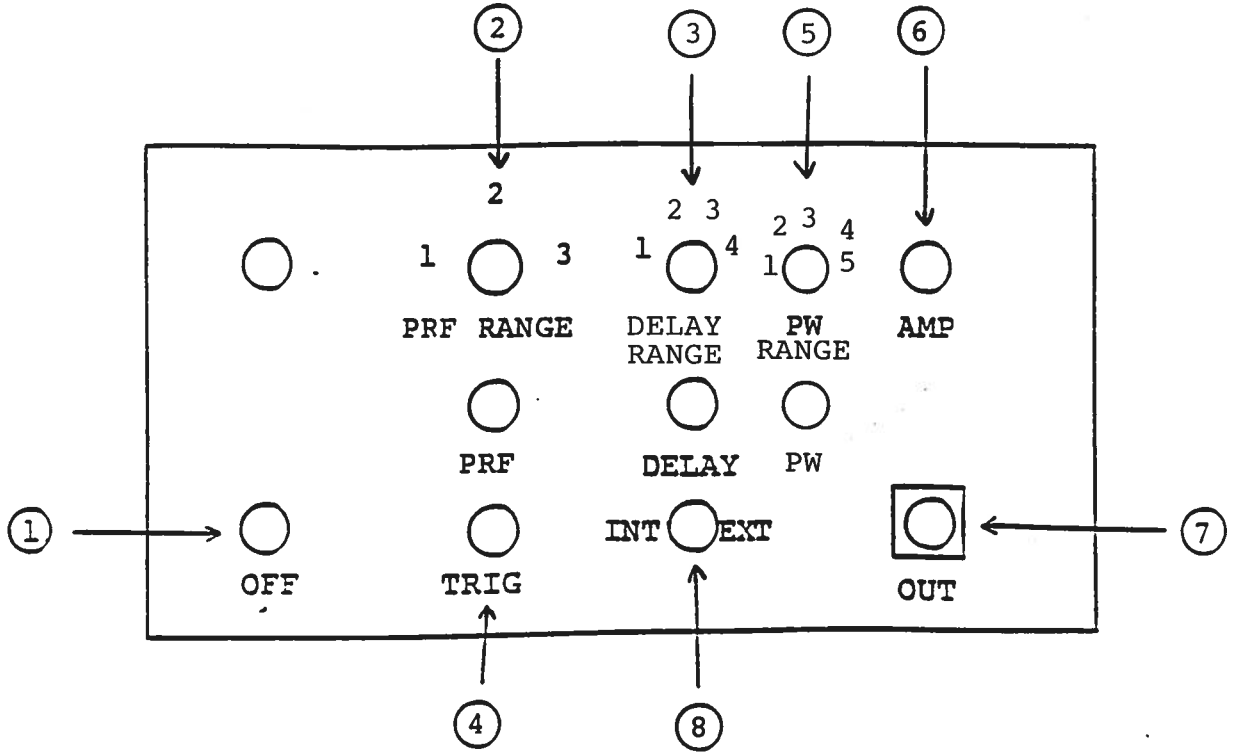 2 3 5 6
2
2 3
2 3 4
1 3
1 4
1 5
PRF RANGE
DELAY RANGE
PW RANGE
AMP
PRF
DELAY
PW
1
INT EXT
7
OFF
TRIG
OUT
4
8